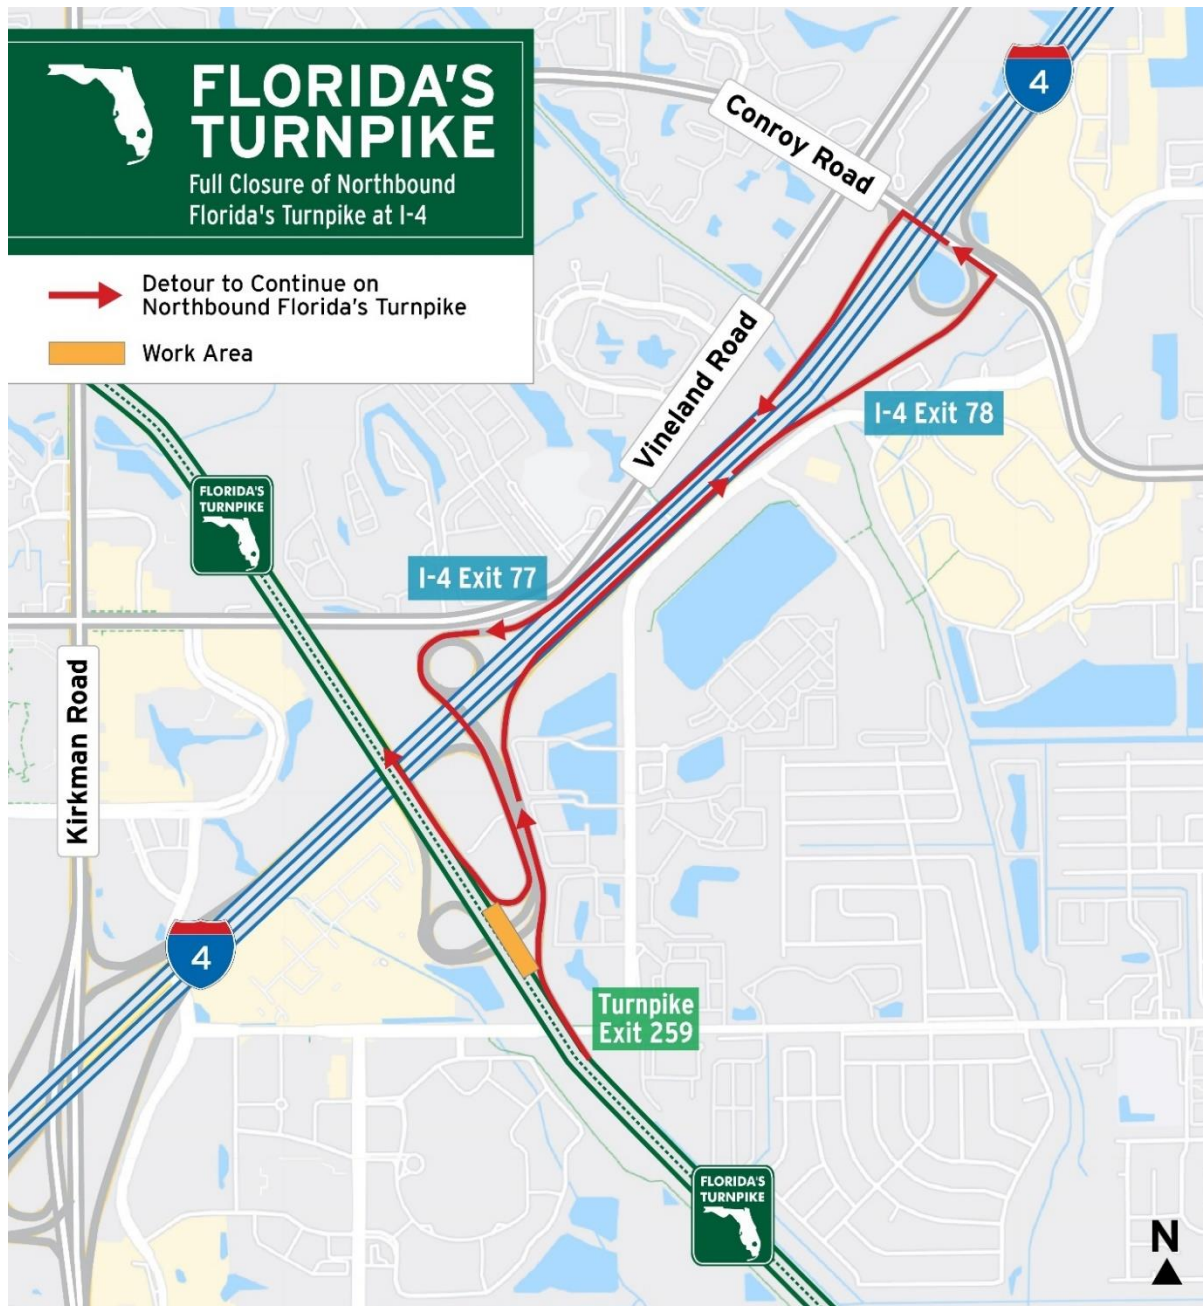 FLORIDA'S
TURNPIKE
Full Closure of Northbound
Florida's Turnpike at I-4
Detour to Continue on
Northbound Florida's Turnpike
Work Area
4
Conroy Road
Vineland Road
I-4 Exit 78
FLORIDA'S
TURNPIKE
I-4 Exit 77
Kirkman Road
4
Turnpike
Exit 259
FLORIDA'S
TURNPIKE
N